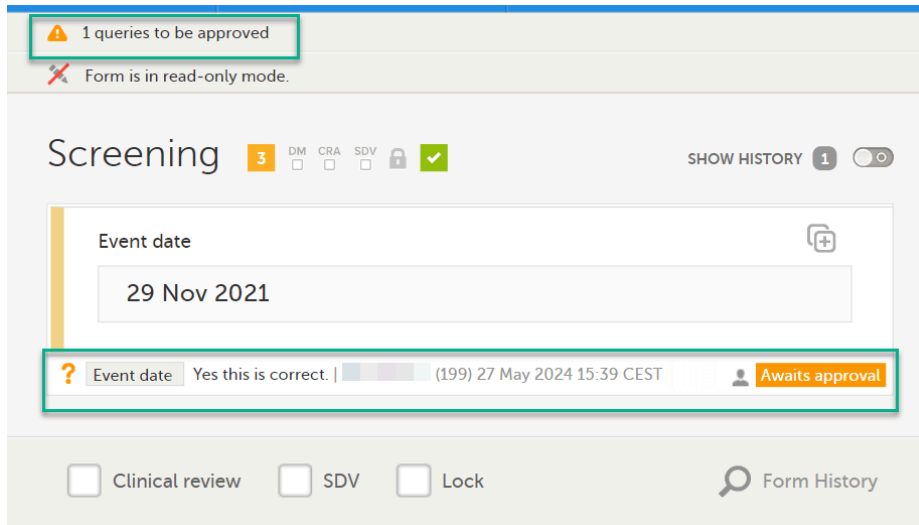 1 queries to be approved
Form is in read-only mode.
Screening 3 DM CRA SDV SHOW HISTORY 1
Event date
29 Nov 2021
? Event date Yes this is correct. | (199) 27 May 2024 15:39 CEST Awaits approval
Clinical review SDV Lock Form History